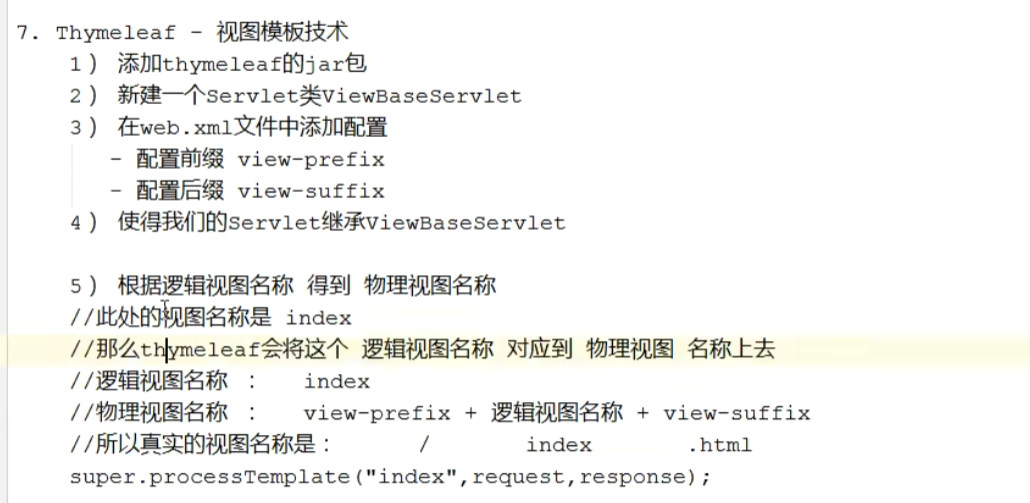 7. Thymeleaf - 视图模板技术
1） 添加thymeleaf的jar包
2） 新建一个Servlet类ViewBaseServlet
3） 在web.xml文件中添加配置
- 配置前缀 view-prefix
- 配置后缀 view-suffix
4） 使得我们的Servlet继承ViewBaseServlet
5） 根据逻辑视图名称 得到 物理视图名称
//此处的视图名称是 index
//那么thymeleaf会将这个 逻辑视图名称 对应到 物理视图 名称上去
//逻辑视图名称 ： index
//物理视图名称 ： view-prefix + 逻辑视图名称 + view-suffix
//所以真实的视图名称是： / index .html
super.processTemplate("index",request,response);